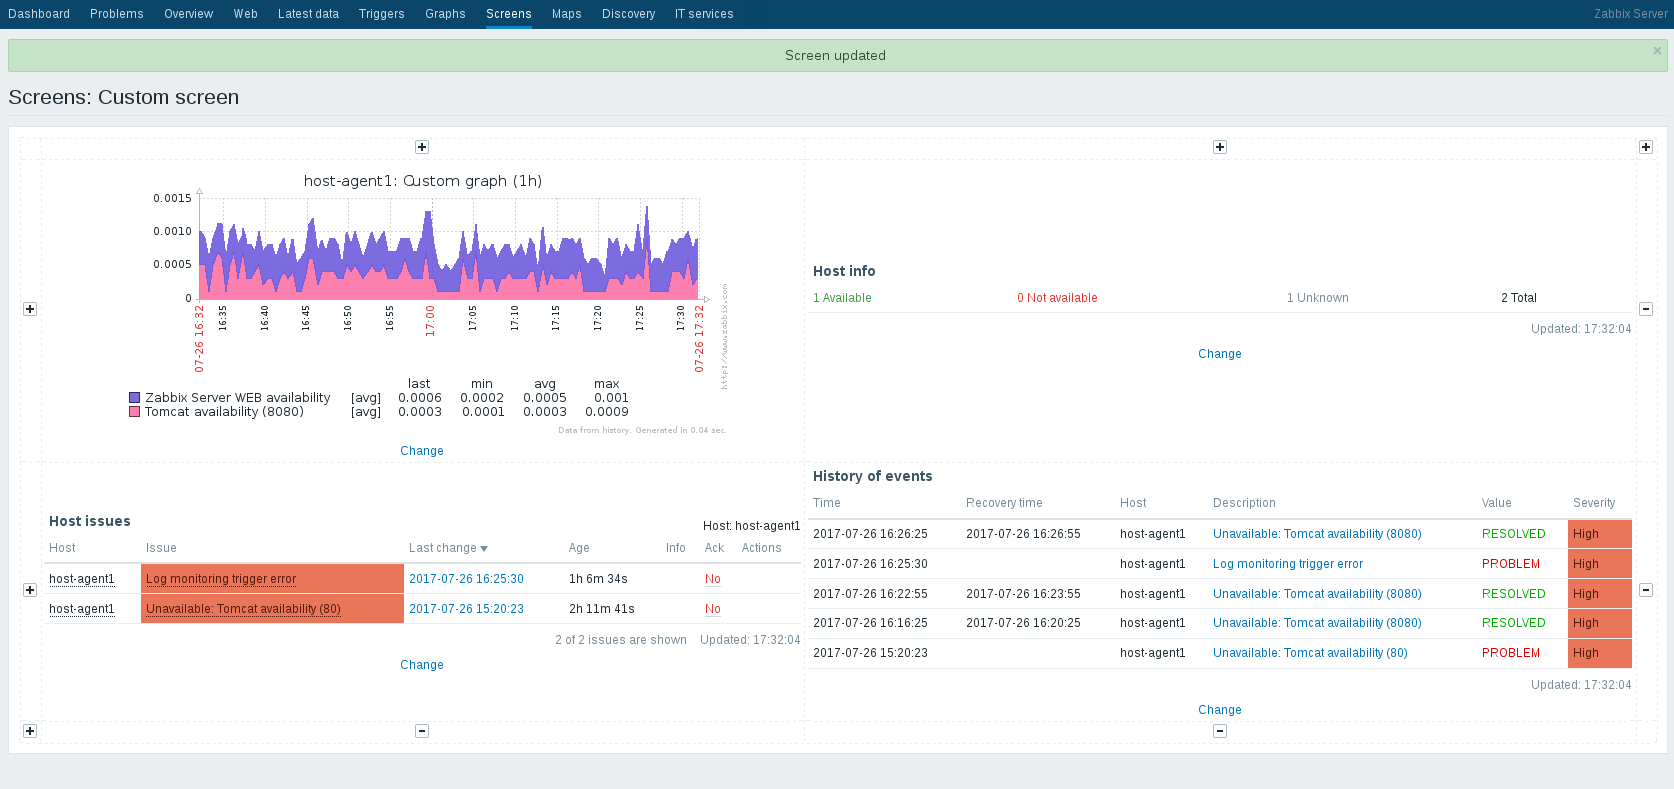 Dashboard Problems Overview Web Latest data Triggers Graphs Screens Maps Discovery IT services Zabbix Server
Screen updated ×
Screens: Custom screen
host-agent1: Custom graph (1h)
0.0015
0.0010
0.0005
0
07-26 16:32 16:35 16:40 16:45 16:50 16:55 17:00 17:05 17:10 17:15 17:20 17:25 17:30 07-26 17:32
http://www.zabbix.com
last min avg max
Zabbix Server WEB availability [avg] 0.0006 0.0002 0.0005 0.001
Tomcat availability (8080) [avg] 0.0003 0.0001 0.0003 0.0009
Data from history. Generated in 0.04 sec.
Change
Host info
1 Available 0 Not available 1 Unknown 2 Total
Updated: 17:32:04
Change
Host issues
Host: host-agent1
Host Issue Last change Age Info Ack Actions
host-agent1 Log monitoring trigger error 2017-07-26 16:25:30 1h 6m 34s No
host-agent1 Unavailable: Tomcat availability (80) 2017-07-26 15:20:23 2h 11m 41s No
2 of 2 issues are shown Updated: 17:32:04
Change
History of events
Time Recovery time Host Description Value Severity
2017-07-26 16:26:25 2017-07-26 16:26:55 host-agent1 Unavailable: Tomcat availability (8080) RESOLVED High
2017-07-26 16:25:30 host-agent1 Log monitoring trigger error PROBLEM High
2017-07-26 16:22:55 2017-07-26 16:23:55 host-agent1 Unavailable: Tomcat availability (8080) RESOLVED High
2017-07-26 16:16:25 2017-07-26 16:20:25 host-agent1 Unavailable: Tomcat availability (8080) RESOLVED High
2017-07-26 15:20:23 host-agent1 Unavailable: Tomcat availability (80) PROBLEM High
Updated: 17:32:04
Change